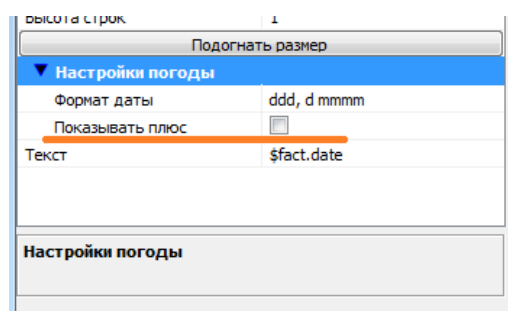 Высота строк 1
Подогнать размер
Настройки погоды
Формат даты ddd, d mmmm
Показывать плюс
Текст $fact.date
Настройки погоды